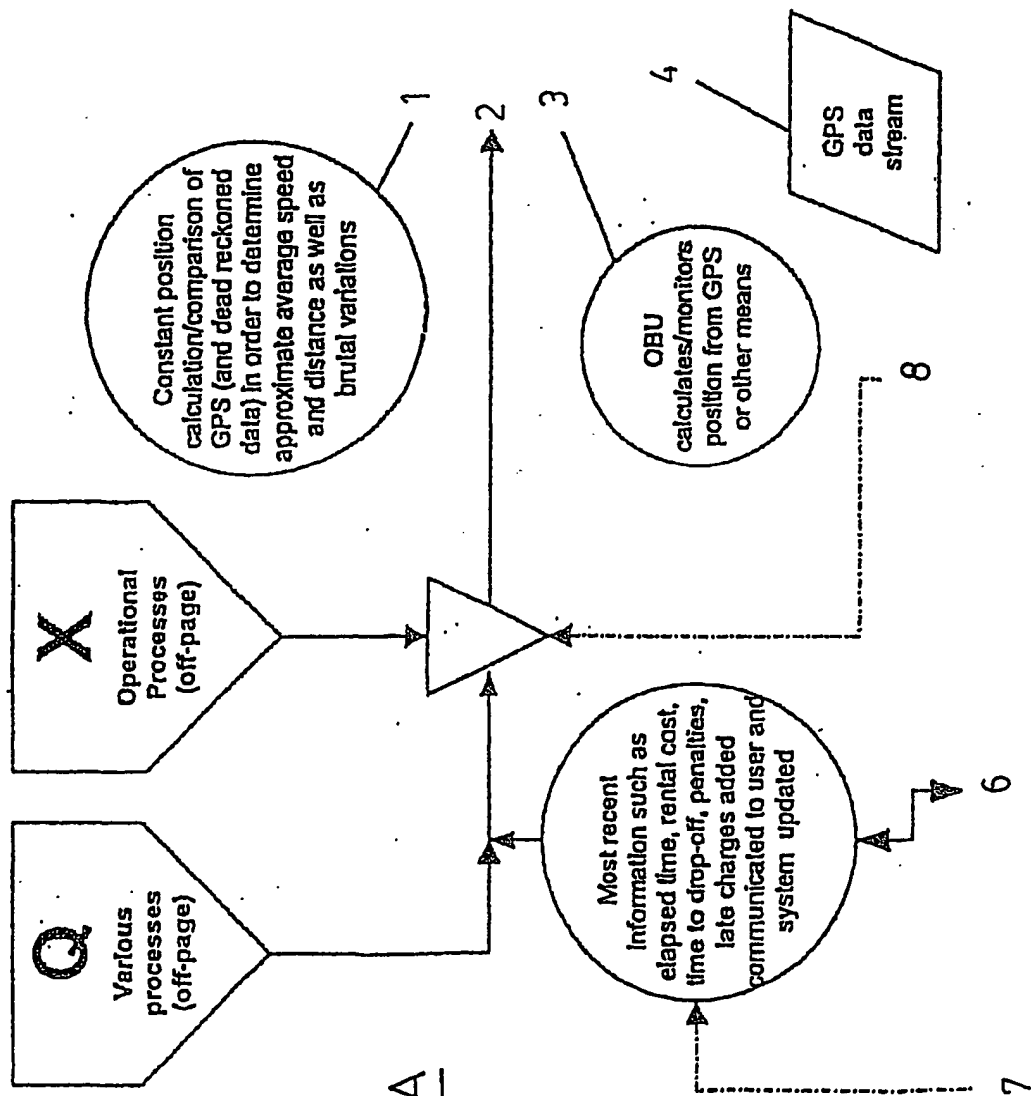 Q
Various
processes
(off-page)
X
Operational
Processes
(off-page)
Constant position
calculation/comparison of
GPS (and dead reckoned
data) in order to determine
approximate average speed
and distance as well as
brutal variations
1
2
OBU
calculates/monitors
position from GPS
or other means
3
GPS
data
stream
4
A
Most recent
Information such as
elapsed time, rental cost,
time to drop-off, penalties,
late charges added
communicated to user and
system updated
6
7
8